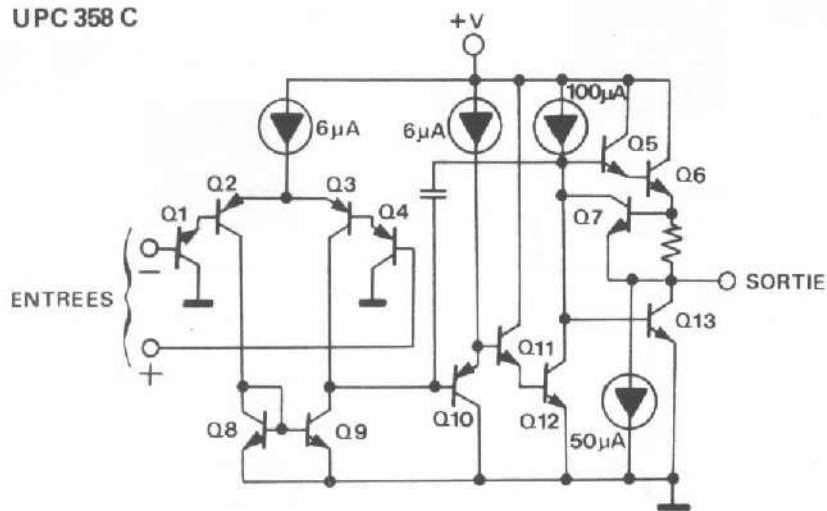 UPC 358 C
+V
6µA
6µA
100µA
Q5
Q6
Q2
Q3
Q1
Q4
Q7
−
ENTREES
+
SORTIE
Q11
Q13
Q10
Q12
Q8
Q9
50µA